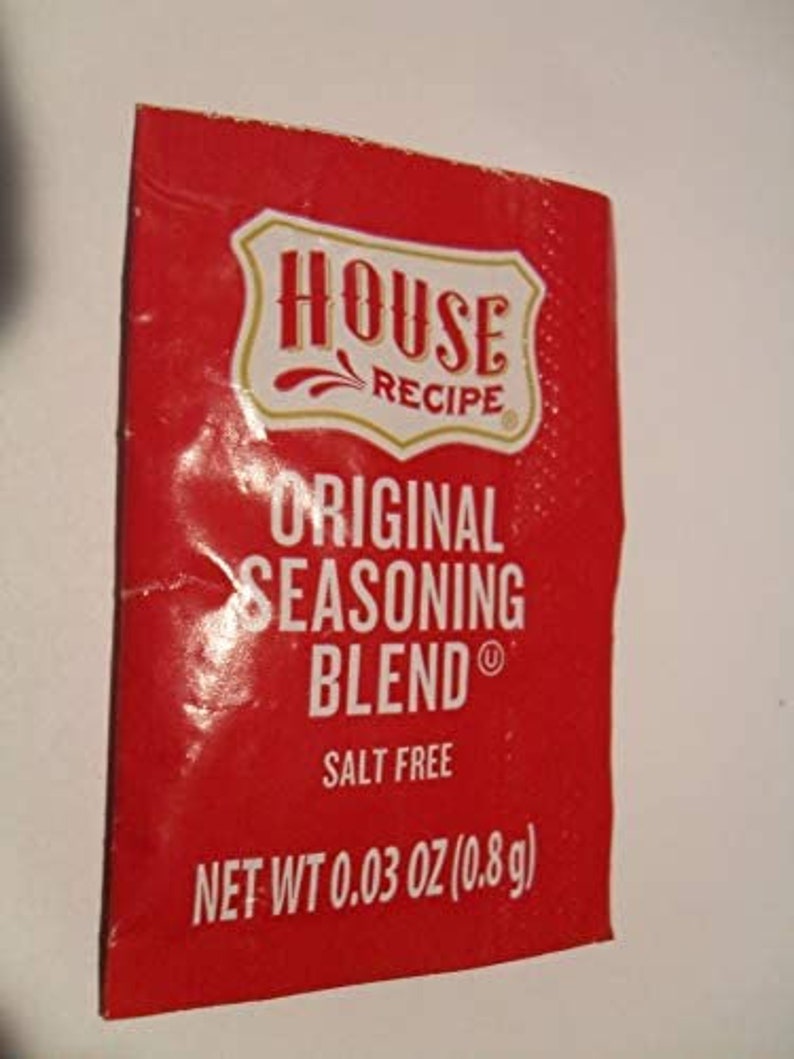 HOUSE
RECIPE®
ORIGINAL
SEASONING
BLEND Ⓤ
SALT FREE
NET WT 0.03 OZ (0.8 g)